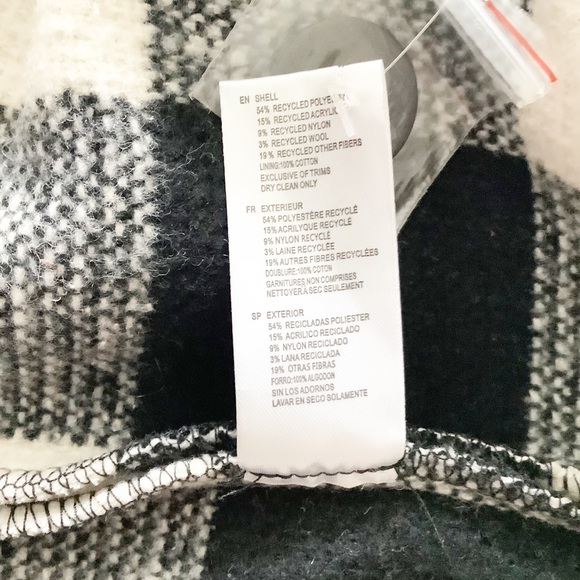 EN SHELL
54% RECYCLED POLYE
15% RECYCLED ACRYLIC
9% RECYCLED NYLON
3% RECYCLED WOOL
19% RECYCLED OTHER FIBERS
LINING:100% COTTON
EXCLUSIVE OF TRIMS
DRY CLEAN ONLY
FR EXTERIEUR
54% POLYESTÈRE RECYCLÉ
15% ACRILYQUE RECYCLÉ
9% NYLON RECYCLÉ
3% LAINE RECYCLÉE
19% AUTRES FIBRES RECYCLÉES
DOUBLURE:100% COTON
GARNITURES NON COMPRISES
NETTOYER À SEC SEULEMENT
SP EXTERIOR
54% RECICLADAS POLIESTER
15% ACRILICO RECICLADO
9% NYLON RECICLADO
3% LANA RECICLADA
19% OTRAS FIBRAS
FORRO:100% ALGODON
SIN LOS ADORNOS
LAVAR EN SECO SOLAMENTE